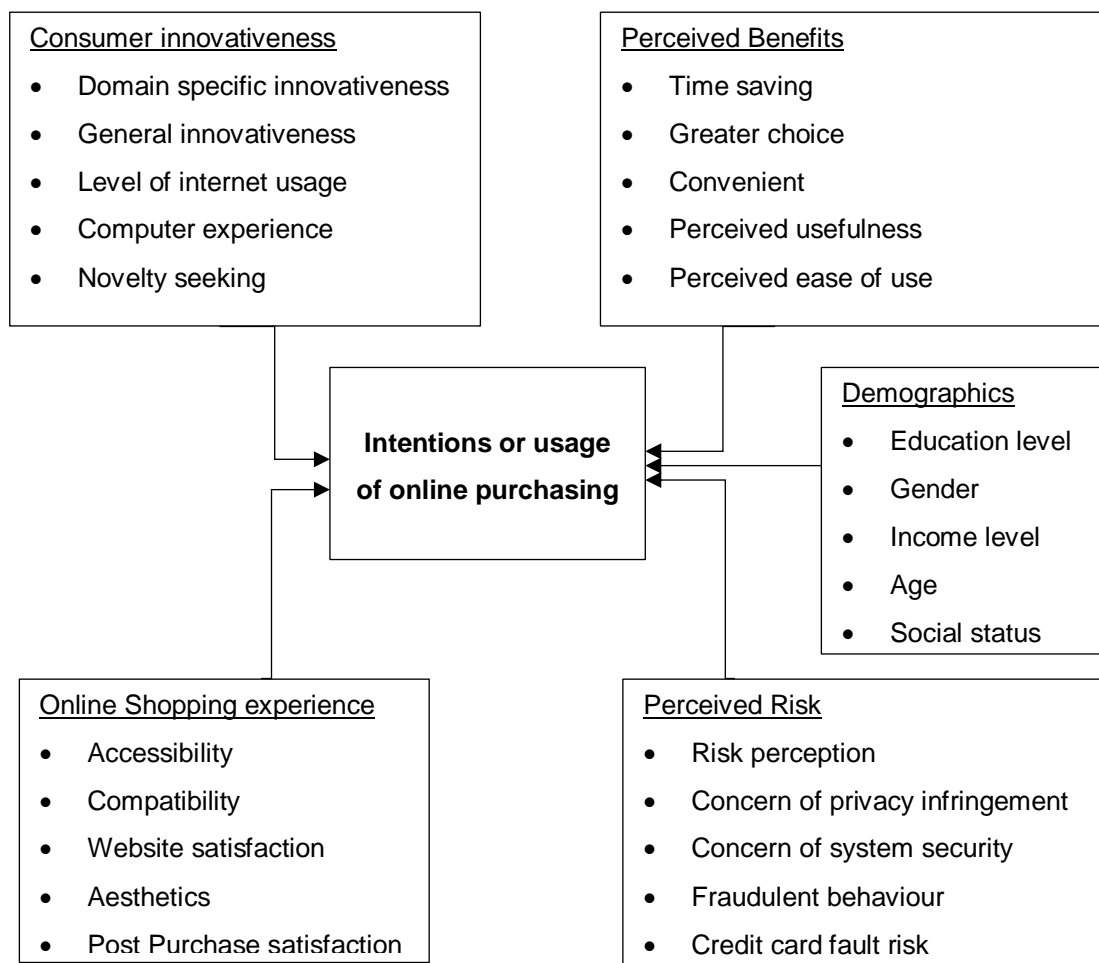 Consumer innovativeness
• Domain specific innovativeness
• General innovativeness
• Level of internet usage
• Computer experience
• Novelty seeking
Perceived Benefits
• Time saving
• Greater choice
• Convenient
• Perceived usefulness
• Perceived ease of use
Intentions or usage
of online purchasing
Demographics
• Education level
• Gender
• Income level
• Age
• Social status
Online Shopping experience
• Accessibility
• Compatibility
• Website satisfaction
• Aesthetics
• Post Purchase satisfaction
Perceived Risk
• Risk perception
• Concern of privacy infringement
• Concern of system security
• Fraudulent behaviour
• Credit card fault risk